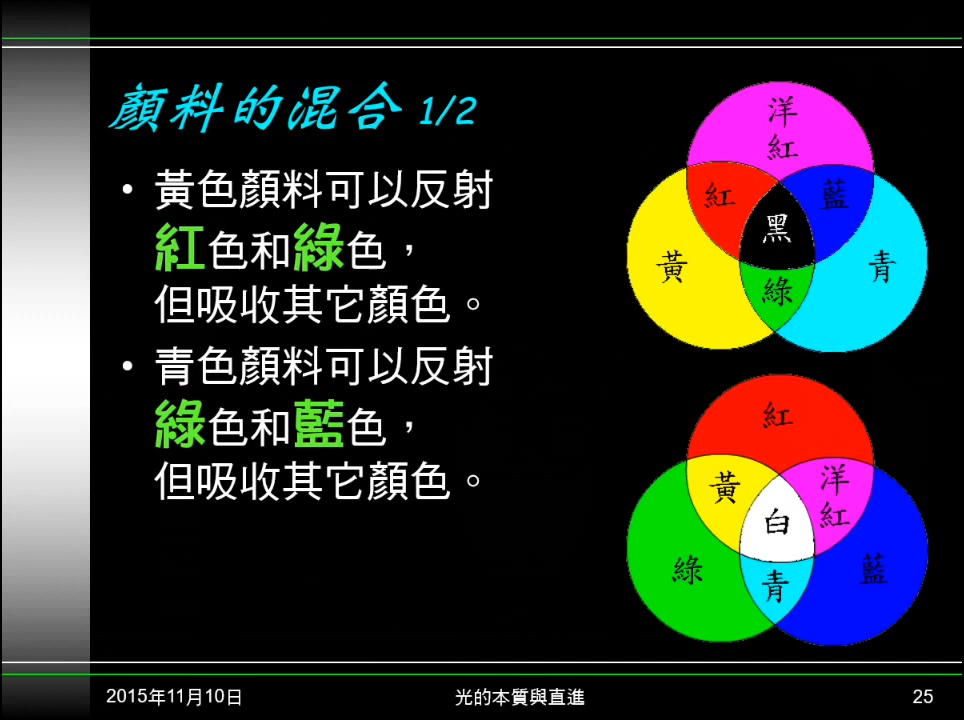 顏料的混合 1/2
• 黃色顏料可以反射
紅色和綠色，
但吸收其它顏色。
• 青色顏料可以反射
綠色和藍色，
但吸收其它顏色。
洋
紅
紅
藍
黑
黃
青
綠
紅
黃
洋
紅
白
綠
藍
青
2015年11月10日
光的本質與直進
25